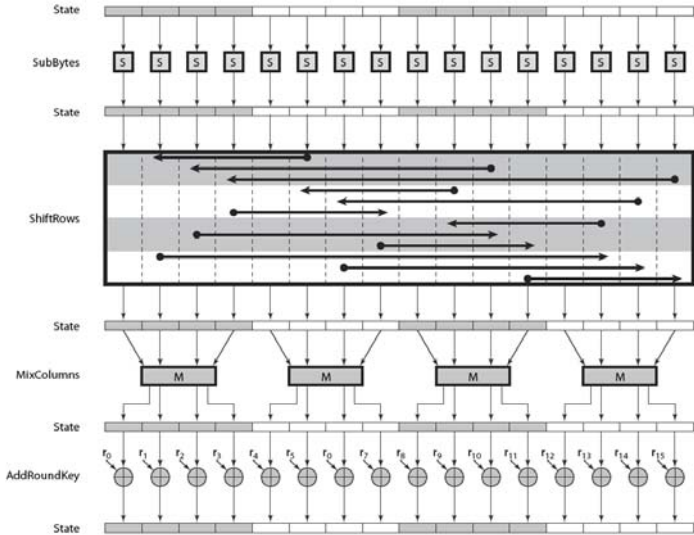 State
SubBytes S S S S S S S S S S S S S S S S
State
ShiftRows
State
MixColumns M M M M
State
r0 r1 r2 r3 r4 r5 r0 r7 r8 r9 r10 r11 r12 r13 r14 r15
AddRoundKey
State